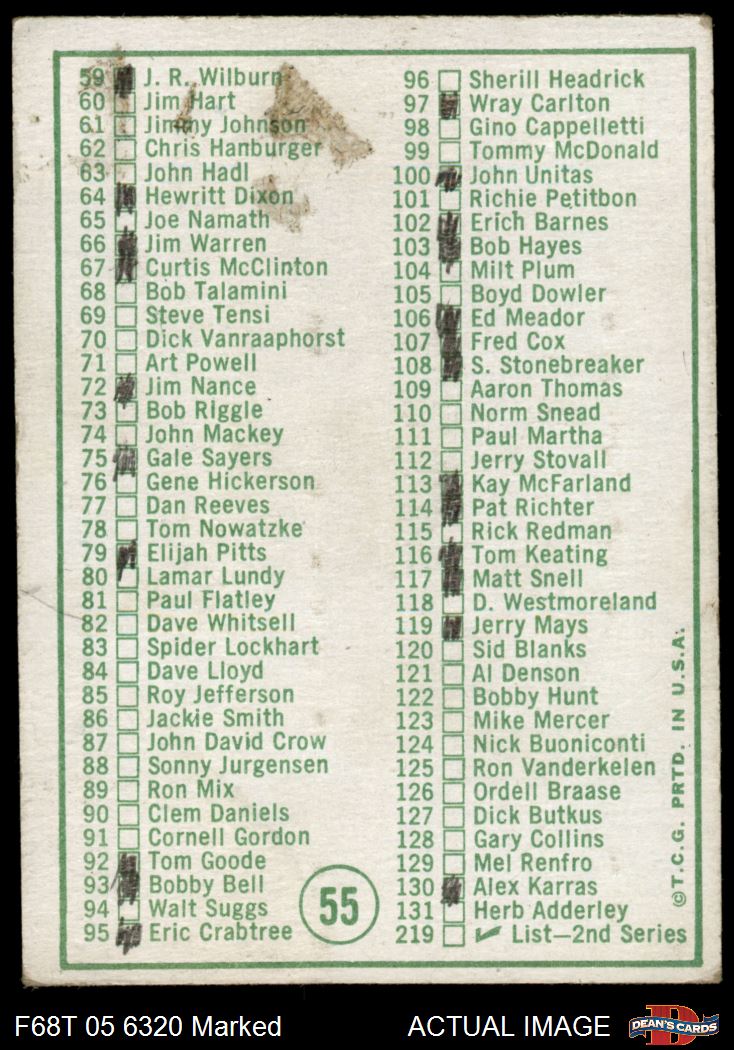 59 J. R. Wilburn
60 Jim Hart
61 Jimmy Johnson
62 Chris Hanburger
63 John Hadl
64 Hewritt Dixon
65 Joe Namath
66 Jim Warren
67 Curtis McClinton
68 Bob Talamini
69 Steve Tensi
70 Dick Vanraaphorst
71 Art Powell
72 Jim Nance
73 Bob Riggle
74 John Mackey
75 Gale Sayers
76 Gene Hickerson
77 Dan Reeves
78 Tom Nowatzke
79 Elijah Pitts
80 Lamar Lundy
81 Paul Flatley
82 Dave Whitsell
83 Spider Lockhart
84 Dave Lloyd
85 Roy Jefferson
86 Jackie Smith
87 John David Crow
88 Sonny Jurgensen
89 Ron Mix
90 Clem Daniels
91 Cornell Gordon
92 Tom Goode
93 Bobby Bell
94 Walt Suggs
95 Eric Crabtree
55
96 Sherill Headrick
97 Wray Carlton
98 Gino Cappelletti
99 Tommy McDonald
100 John Unitas
101 Richie Petitbon
102 Erich Barnes
103 Bob Hayes
104 Milt Plum
105 Boyd Dowler
106 Ed Meador
107 Fred Cox
108 S. Stonebreaker
109 Aaron Thomas
110 Norm Snead
111 Paul Martha
112 Jerry Stovall
113 Kay McFarland
114 Pat Richter
115 Rick Redman
116 Tom Keating
117 Matt Snell
118 D. Westmoreland
119 Jerry Mays
120 Sid Blanks
121 Al Denson
122 Bobby Hunt
123 Mike Mercer
124 Nick Buoniconti
125 Ron Vanderkelen
126 Ordell Braase
127 Dick Butkus
128 Gary Collins
129 Mel Renfro
130 Alex Karras
131 Herb Adderley
219 ✓ List—2nd Series
© T.C.G. PRTD. IN U.S.A.
F68T 05 6320 Marked
ACTUAL IMAGE
DEAN'S CARDS